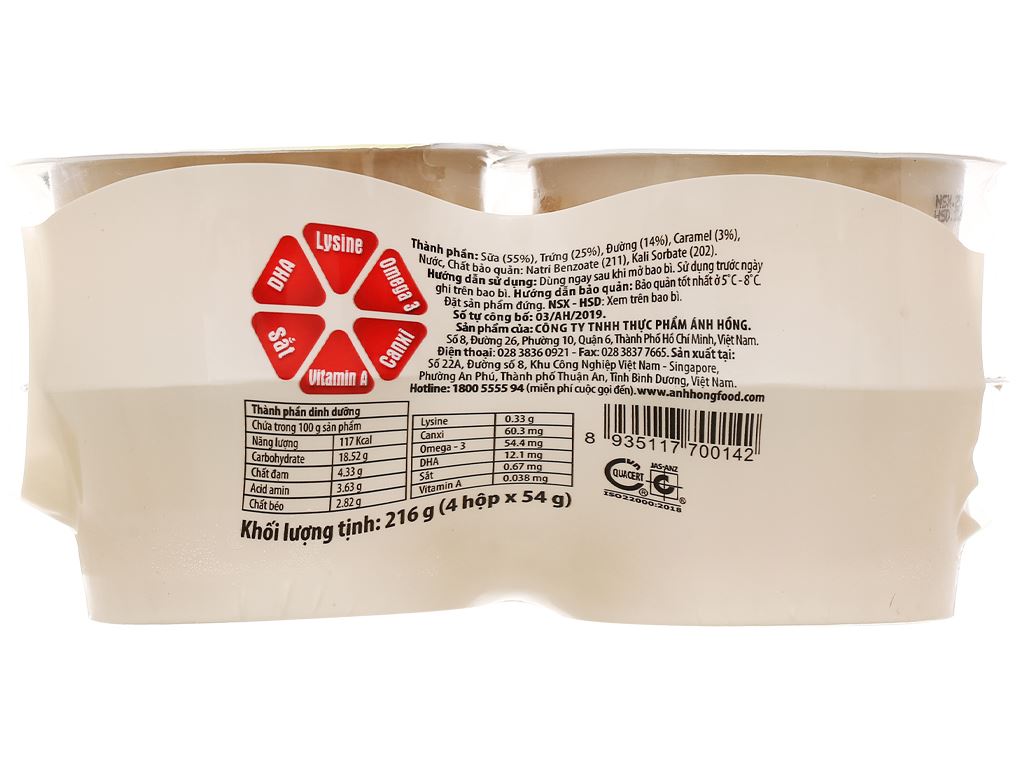 Lysine
DHA
Omega 3
Sắt
Canxi
Vitamin A
Thành phần: Sữa (55%), Trứng (25%), Đường (14%), Caramel (3%),
Nước, Chất bảo quản: Natri Benzoate (211), Kali Sorbate (202).
Hướng dẫn sử dụng: Dùng ngay sau khi mở bao bì. Sử dụng trước ngày
ghi trên bao bì. Hướng dẫn bảo quản: Bảo quản tốt nhất ở 5°C - 8°C.
Đặt sản phẩm đứng. NSX - HSD: Xem trên bao bì.
Số tự công bố: 03/AH/2019.
Sản phẩm của: CÔNG TY TNHH THỰC PHẨM ÁNH HỒNG.
Số 8, Đường 26, Phường 10, Quận 6, Thành Phố Hồ Chí Minh, Việt Nam.
Điện thoại: 028 3836 0921 - Fax: 028 3837 7665. Sản xuất tại:
Số 22A, Đường số 8, Khu Công Nghiệp Việt Nam - Singapore,
Phường An Phú, Thành phố Thuận An, Tỉnh Bình Dương, Việt Nam.
Hotline: 1800 5555 94 (miễn phí cuộc gọi đến). www.anhhongfood.com
Thành phần dinh dưỡng
Chứa trong 100 g sản phẩm
Năng lượng 117 Kcal
Carbohydrate 18.52 g
Chất đạm 4.33 g
Acid amin 3.63 g
Chất béo 2.82 g
Lysine 0.33 g
Canxi 60.3 mg
Omega - 3 54.4 mg
DHA 12.1 mg
Sắt 0.67 mg
Vitamin A 0.038 mg
Khối lượng tịnh: 216 g (4 hộp x 54 g)
8 935117 700142
QUACERT
JAS-ANZ
ISO22000:2018
NSX
HSD